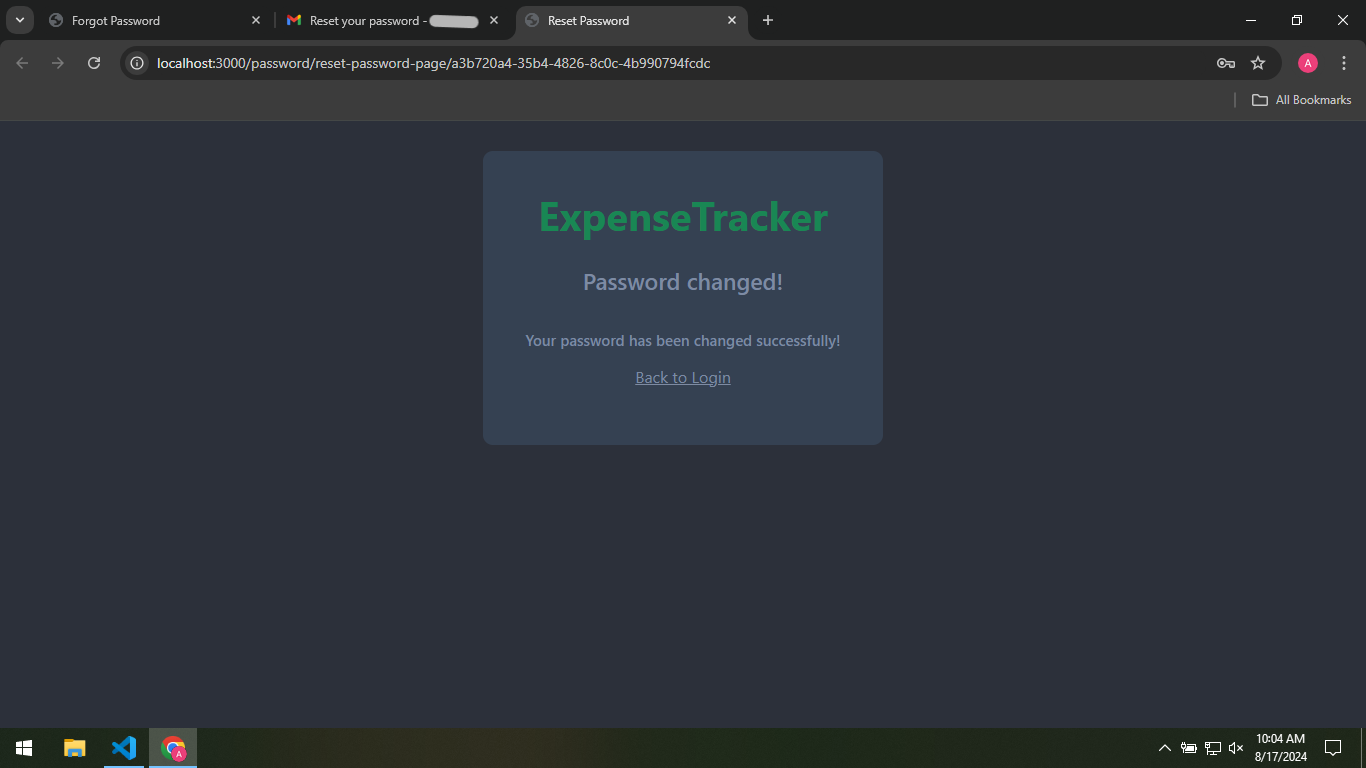 Forgot Password
Reset your password -
Reset Password
localhost:3000/password/reset-password-page/a3b720a4-35b4-4826-8c0c-4b990794fcdc
A
All Bookmarks
ExpenseTracker
Password changed!
Your password has been changed successfully!
Back to Login
A
10:04 AM
8/17/2024